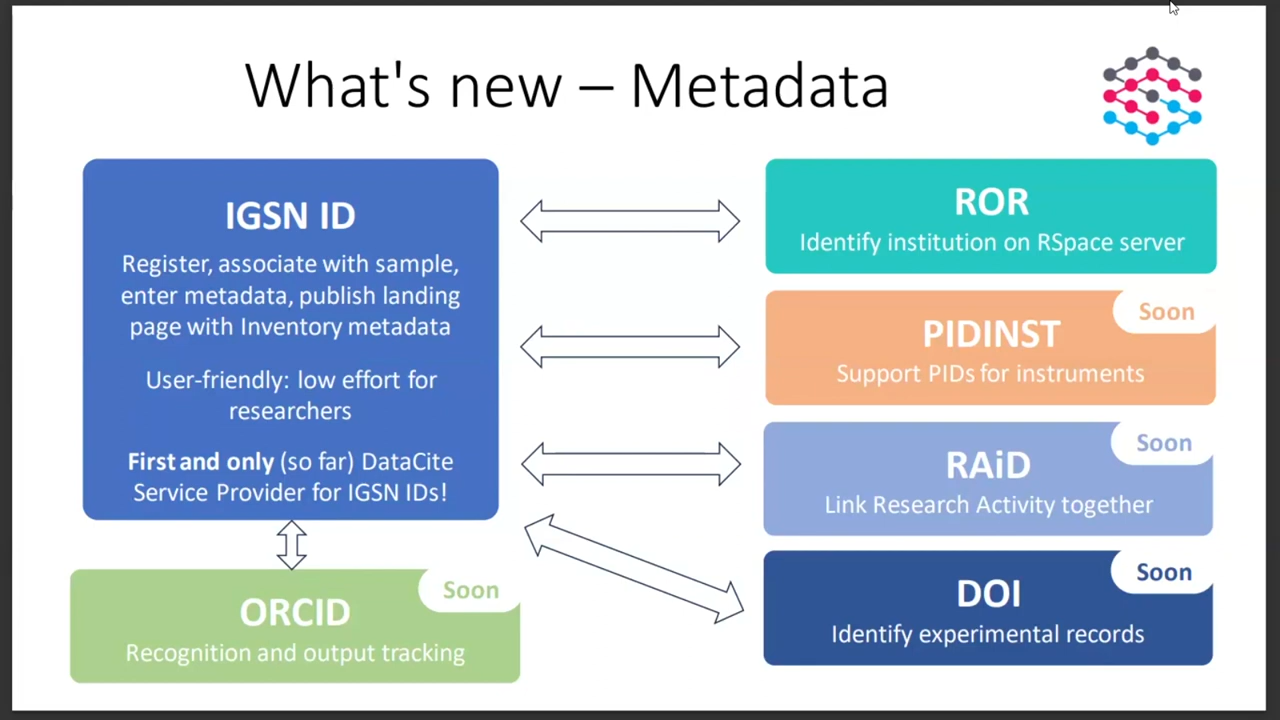 What's new – Metadata
IGSN ID
Register, associate with sample,
enter metadata, publish landing
page with Inventory metadata
User-friendly: low effort for
researchers
First and only (so far) DataCite
Service Provider for IGSN IDs!
ORCID
Soon
Recognition and output tracking
ROR
Identify institution on RSpace server
Soon
PIDINST
Support PIDs for instruments
Soon
RAiD
Link Research Activity together
Soon
DOI
Identify experimental records